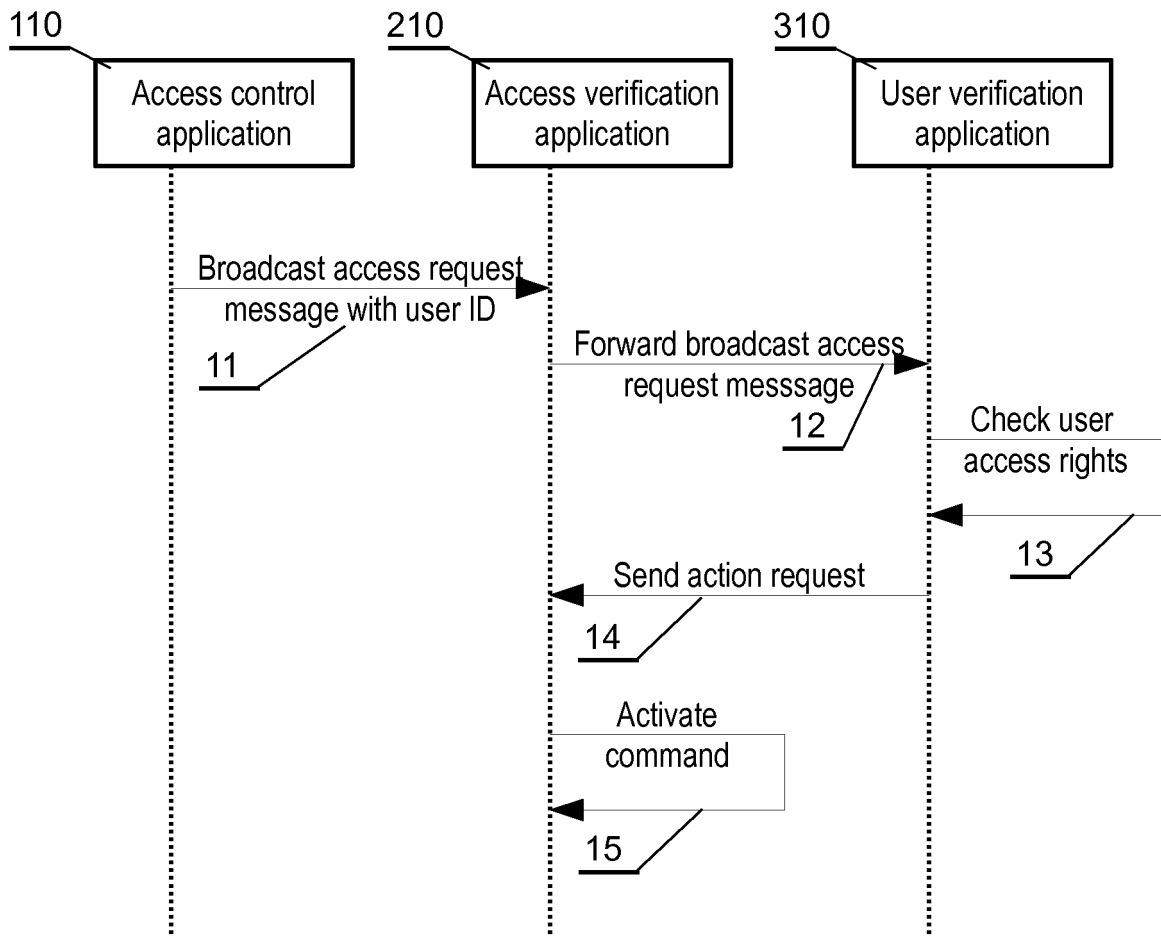 110
210
310
Access control
application
Access verification
application
User verification
application
Broadcast access request
message with user ID
11
Forward broadcast access
request messsage
12
Check user
access rights
13
Send action request
14
Activate
command
15